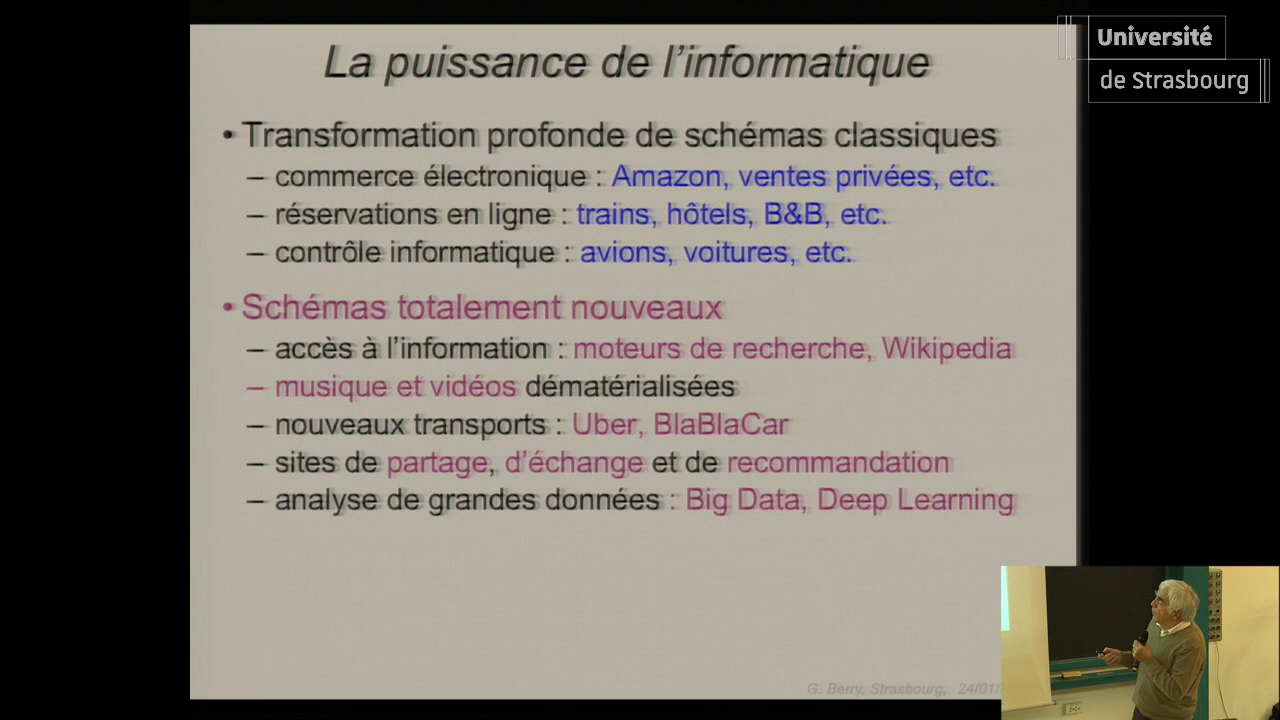 La puissance de l'informatique
Université
de Strasbourg
• Transformation profonde de schémas classiques
– commerce électronique : Amazon, ventes privées, etc.
– réservations en ligne : trains, hôtels, B&B, etc.
– contrôle informatique : avions, voitures, etc.
• Schémas totalement nouveaux
– accès à l'information : moteurs de recherche, Wikipedia
– musique et vidéos dématérialisées
– nouveaux transports : Uber, BlaBlaCar
– sites de partage, d'échange et de recommandation
– analyse de grandes données : Big Data, Deep Learning
G. Berry, Strasbourg, 24/01/